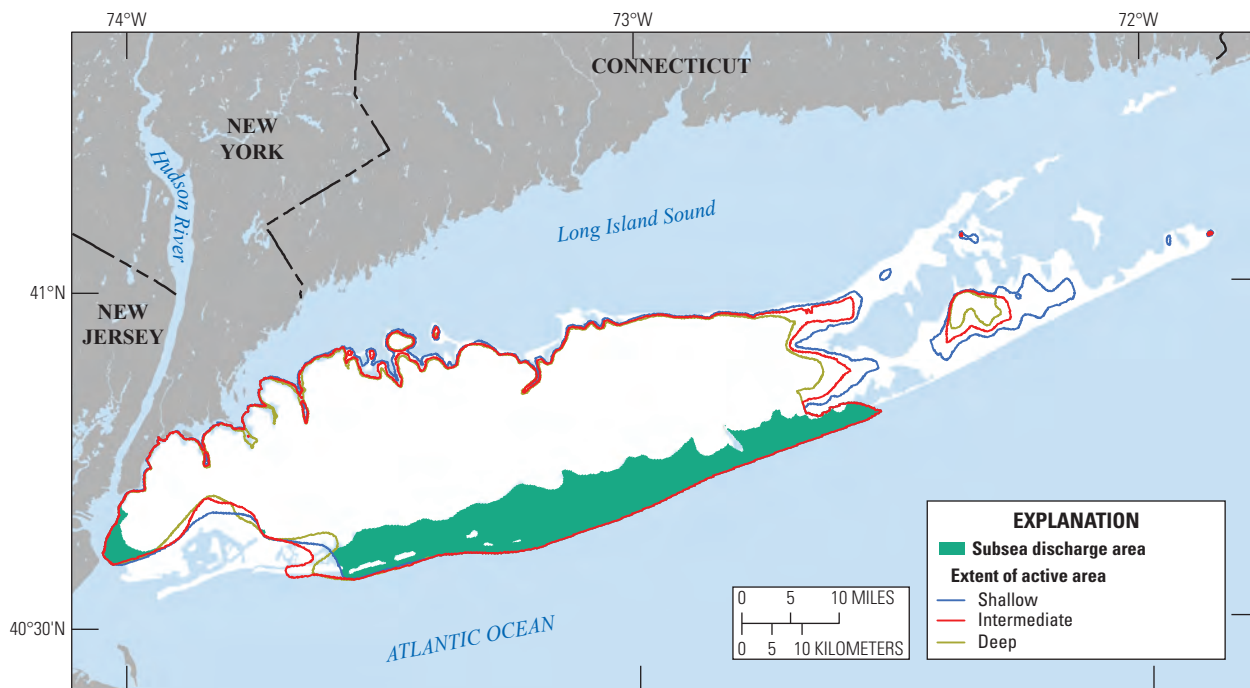 74°W
73°W
72°W
CONNECTICUT
NEW
YORK
Hudson River
Long Island Sound
41°N
NEW
JERSEY
EXPLANATION
Subsea discharge area
Extent of active area
Shallow
Intermediate
Deep
0 5 10 MILES
0 5 10 KILOMETERS
40°30'N
ATLANTIC OCEAN